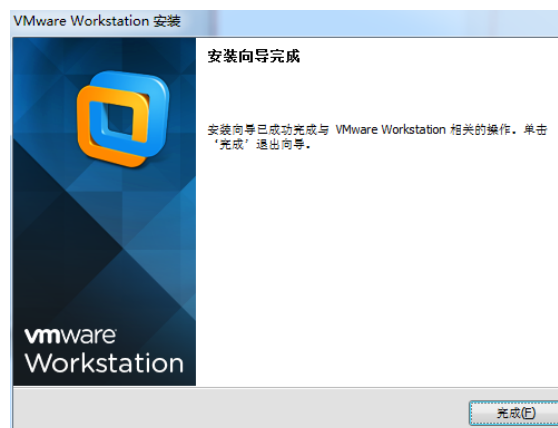 VMware Workstation 安装
安装向导完成
安装向导已成功完成与 VMware Workstation 相关的操作。单击
‘完成’退出向导。
vmware
Workstation
完成(F)